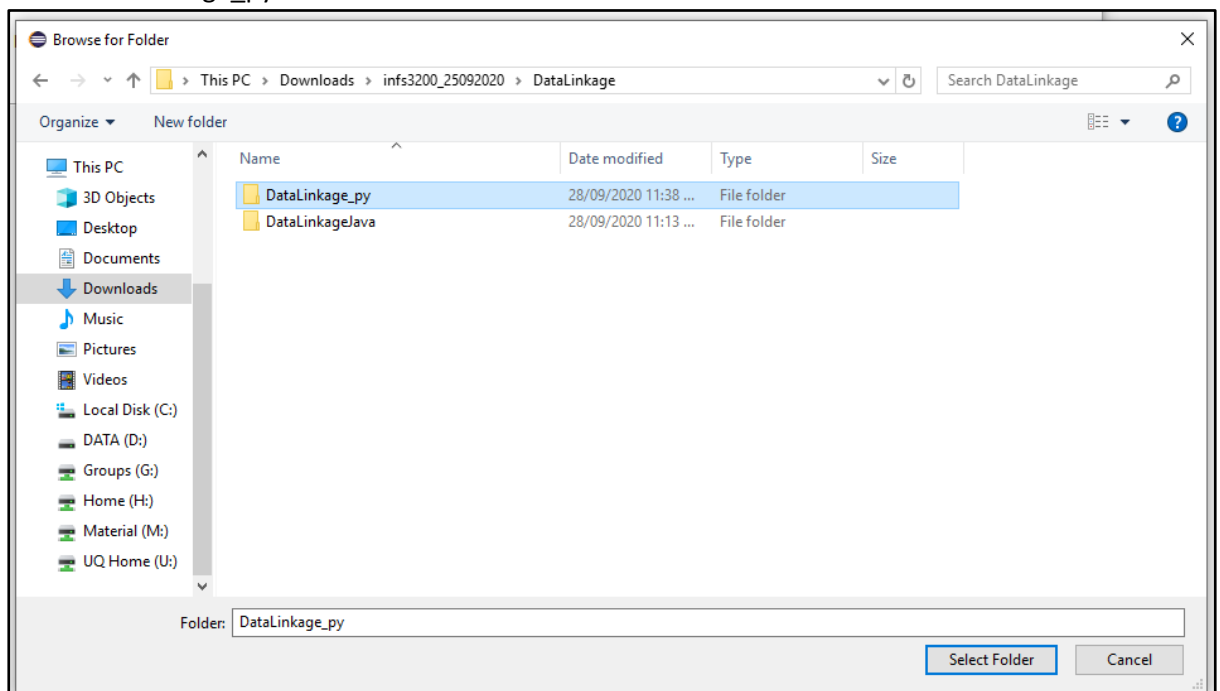 Browse for Folder
This PC > Downloads > infs3200_25092020 > DataLinkage
Search DataLinkage
Organize New folder
Name Date modified Type Size
This PC
3D Objects
Desktop
Documents
Downloads
Music
Pictures
Videos
Local Disk (C:)
DATA (D:)
Groups (G:)
Home (H:)
Material (M:)
UQ Home (U:)
DataLinkage_py 28/09/2020 11:38 ... File folder
DataLinkageJava 28/09/2020 11:13 ... File folder
Folder: DataLinkage_py
Select Folder Cancel